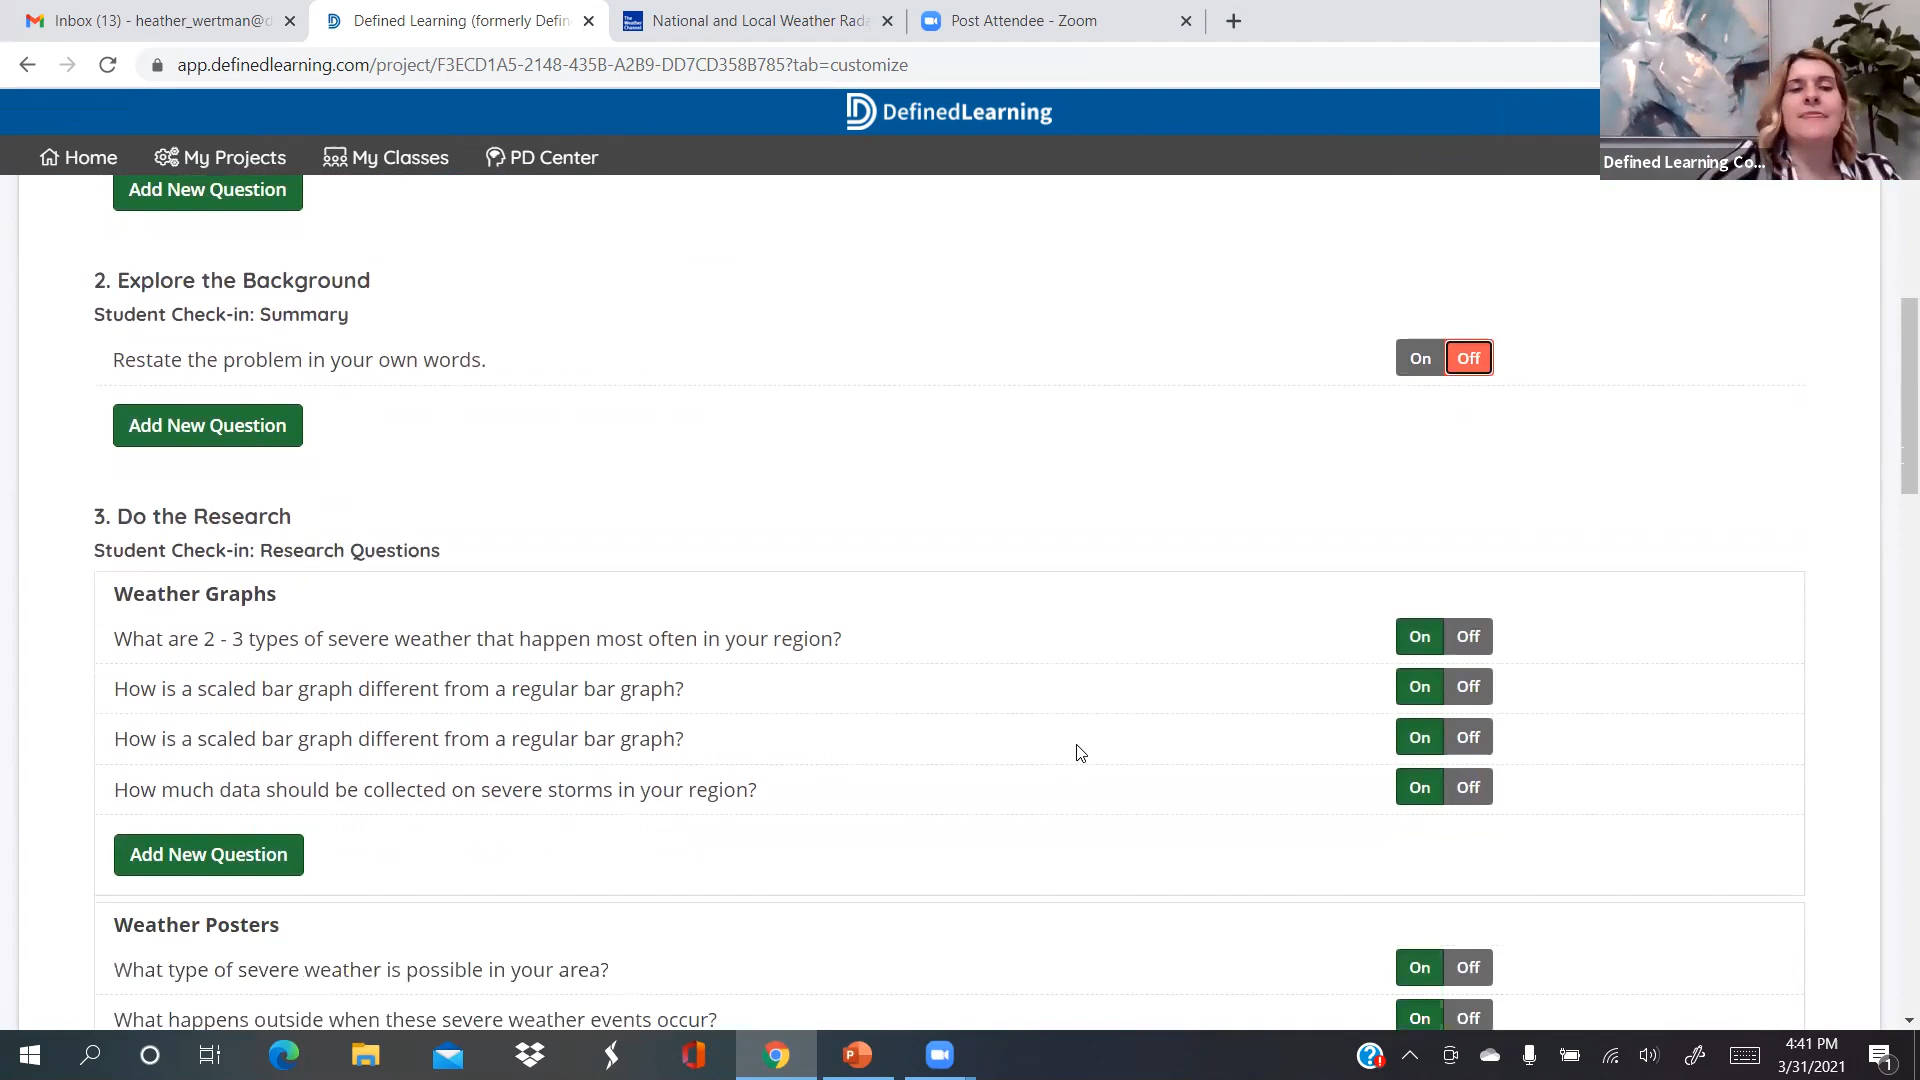 Inbox (13) - heather_wertman@d
Defined Learning (formerly Defin
National and Local Weather Rada
Post Attendee - Zoom
app.definedlearning.com/project/F3ECD1A5-2148-435B-A2B9-DD7CD358B785?tab=customize
DefinedLearning
Home
My Projects
My Classes
PD Center
Defined Learning Co...
Add New Question
2. Explore the Background
Student Check-in: Summary
Restate the problem in your own words.
On Off
Add New Question
3. Do the Research
Student Check-in: Research Questions
Weather Graphs
What are 2 - 3 types of severe weather that happen most often in your region?
On Off
How is a scaled bar graph different from a regular bar graph?
On Off
How is a scaled bar graph different from a regular bar graph?
On Off
How much data should be collected on severe storms in your region?
On Off
Add New Question
Weather Posters
What type of severe weather is possible in your area?
On Off
What happens outside when these severe weather events occur?
On Off
4:41 PM
3/31/2021
1